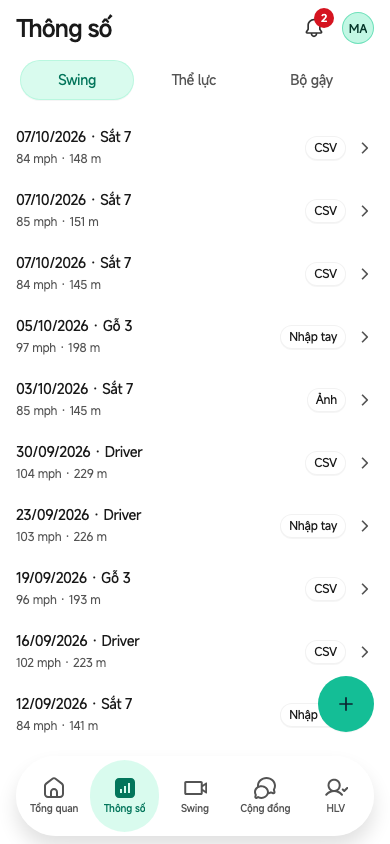 Thông số
2
MA
Swing
Thể lực
Bộ gậy
07/10/2026 · Sắt 7
84 mph · 148 m
CSV
07/10/2026 · Sắt 7
85 mph · 151 m
CSV
07/10/2026 · Sắt 7
84 mph · 145 m
CSV
05/10/2026 · Gỗ 3
97 mph · 198 m
Nhập tay
03/10/2026 · Sắt 7
85 mph · 145 m
Ảnh
30/09/2026 · Driver
104 mph · 229 m
CSV
23/09/2026 · Driver
103 mph · 226 m
Nhập tay
19/09/2026 · Gỗ 3
96 mph · 193 m
CSV
16/09/2026 · Driver
102 mph · 223 m
CSV
12/09/2026 · Sắt 7
84 mph · 141 m
Nhập
Tổng quan
Thông số
Swing
Cộng đồng
HLV